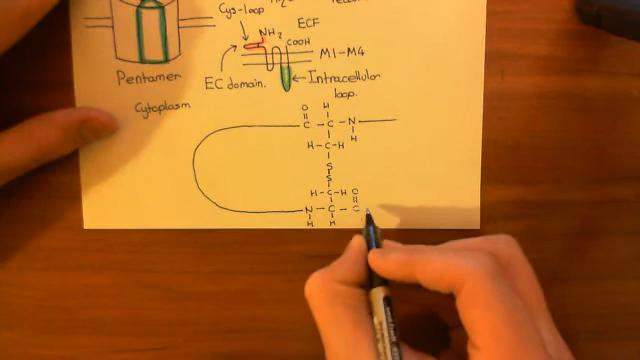 Cys-loop
ECF
NH2
COOH
M1-M4
Pentamer
EC domain.
Intracellular
loop.
Cytoplasm
O H
C - C - N
H-C-H H
S
S
H-C-H O
N - C - C
H H